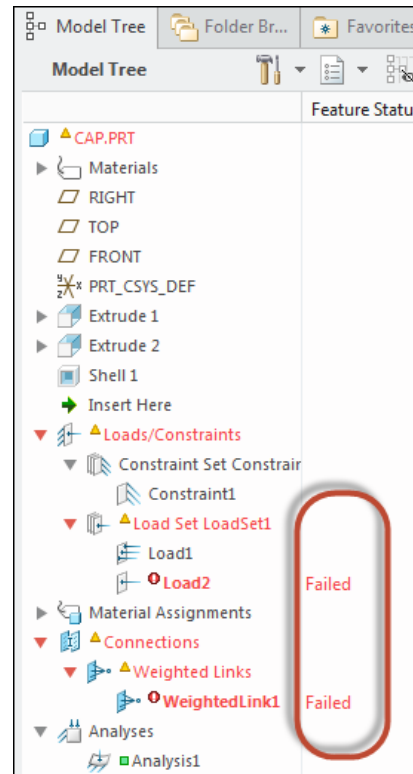 Model Tree Folder Br... Favorites
Model Tree
Feature Statu
CAP.PRT
Materials
RIGHT
TOP
FRONT
PRT_CSYS_DEF
Extrude 1
Extrude 2
Shell 1
Insert Here
Loads/Constraints
Constraint Set Constrair
Constraint1
Load Set LoadSet1
Load1
Load2 Failed
Material Assignments
Connections
Weighted Links
WeightedLink1 Failed
Analyses
Analysis1